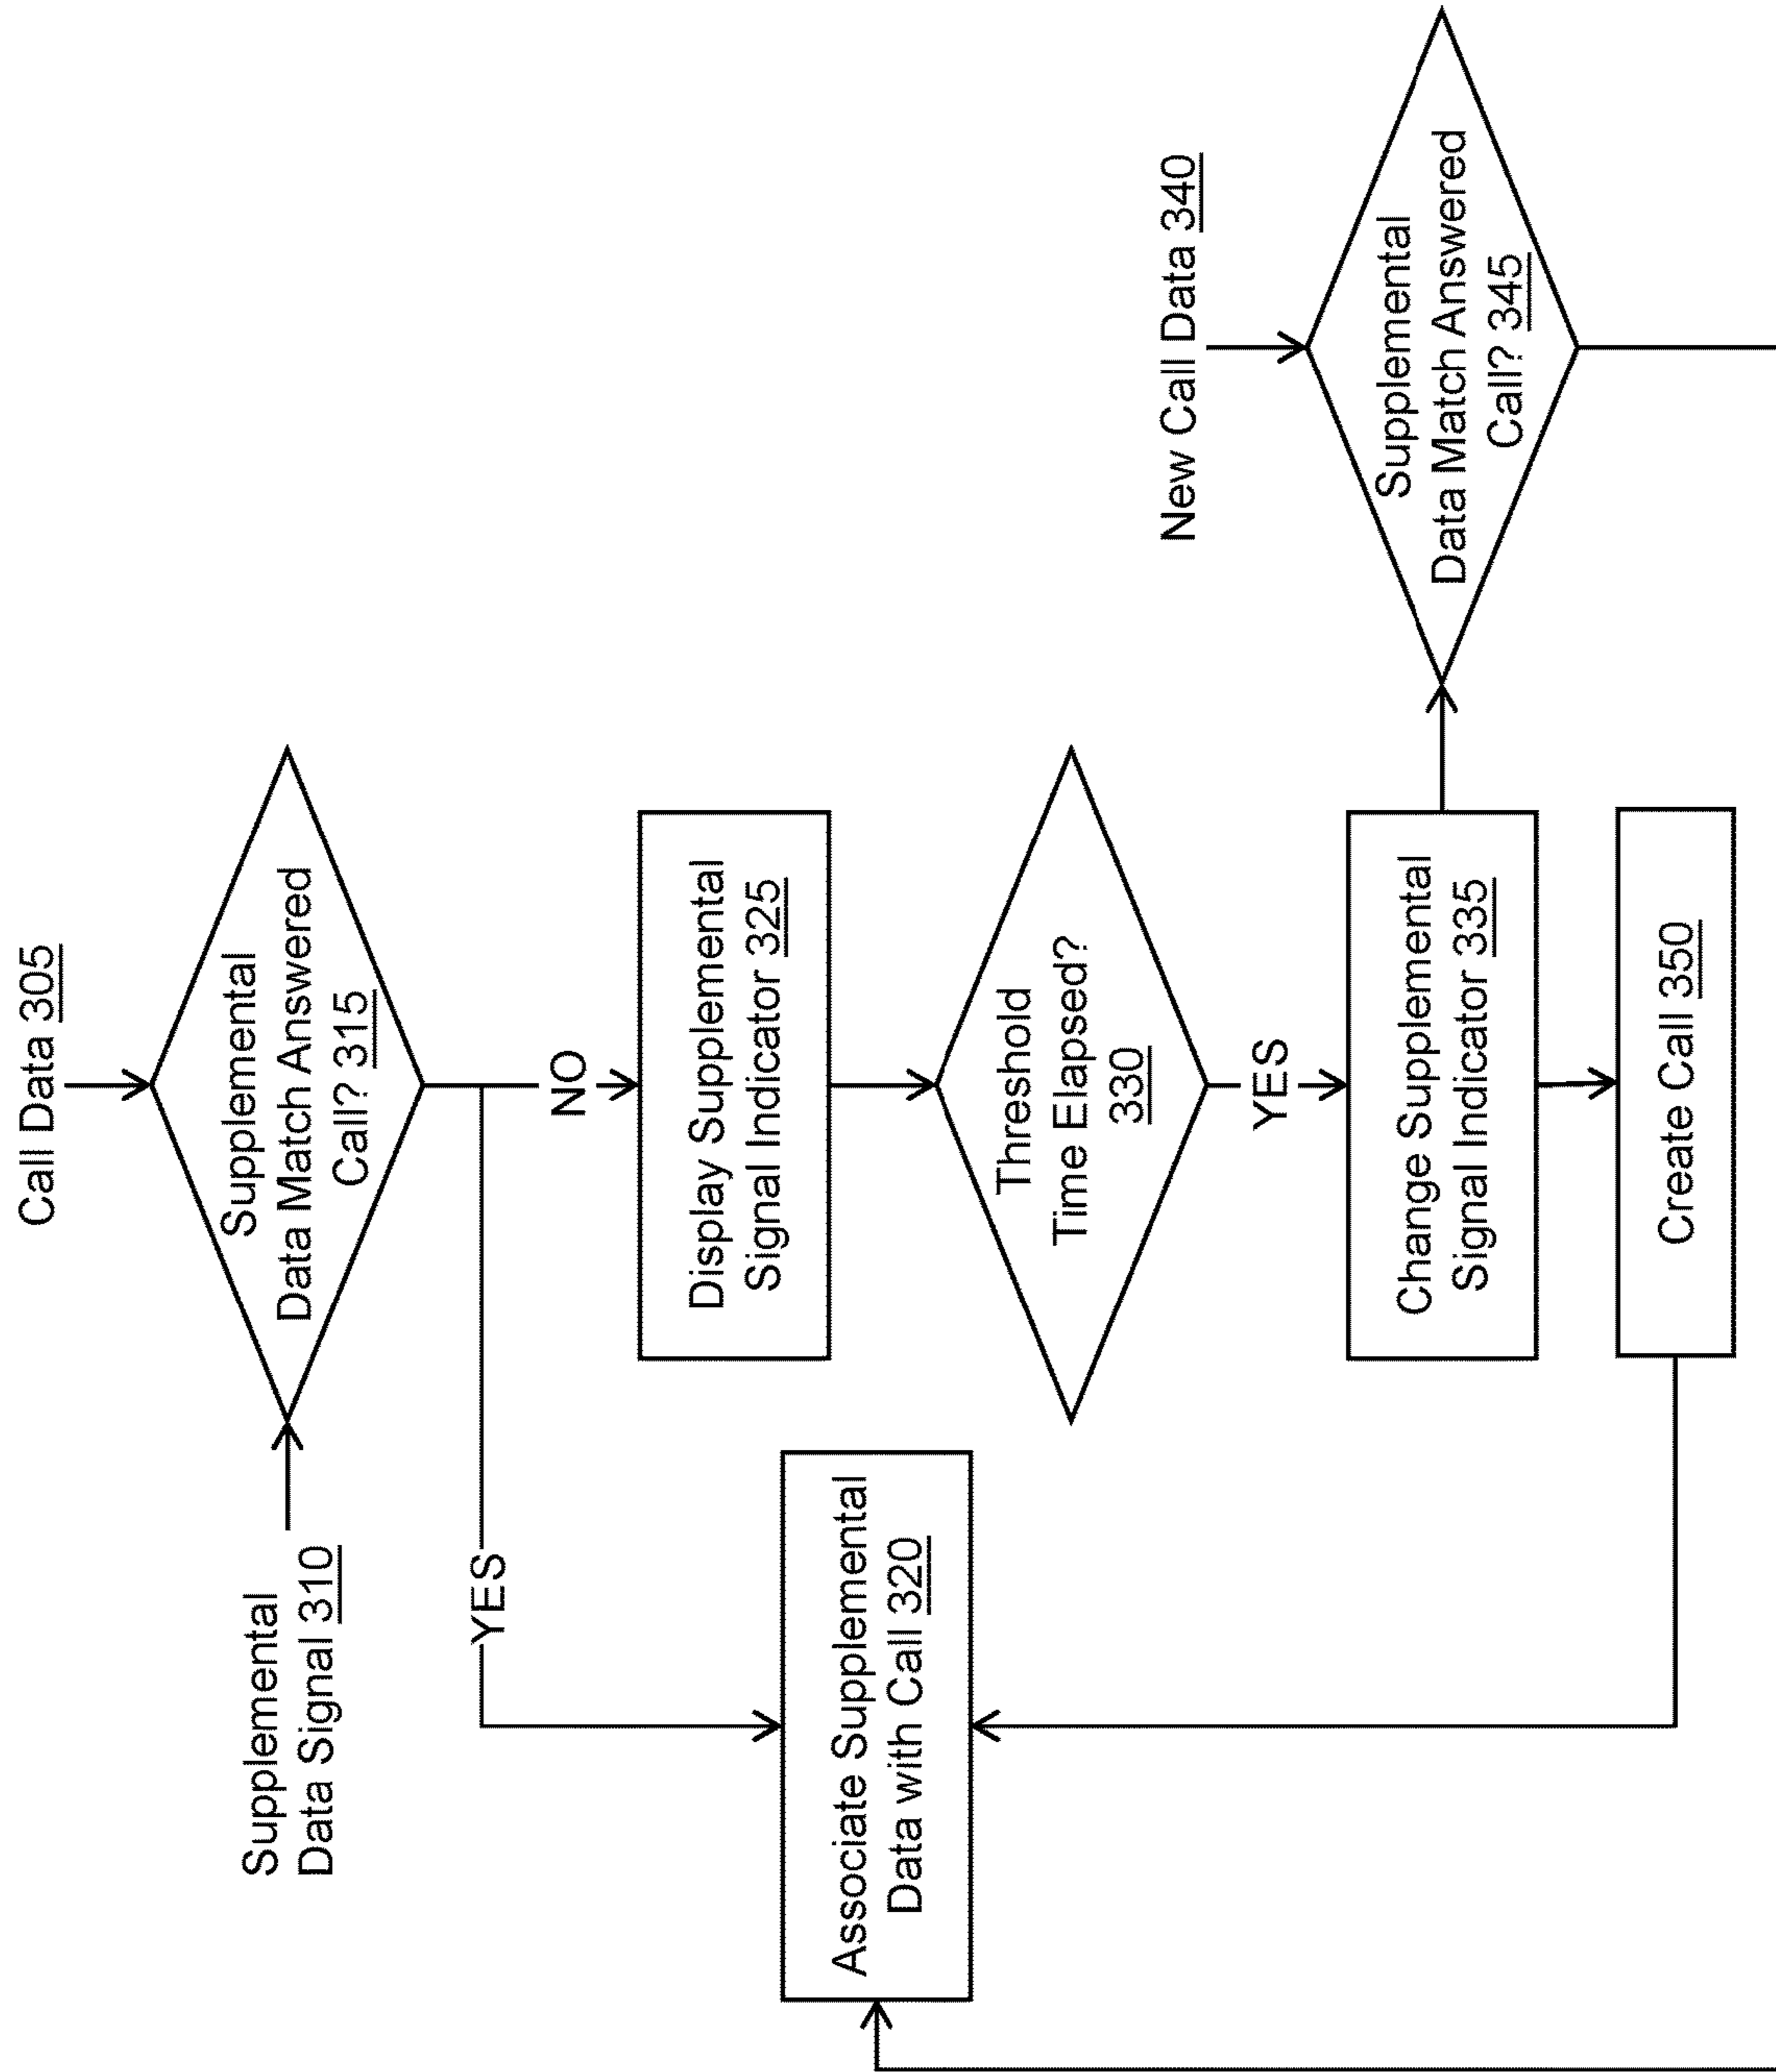 Call Data 305
Supplemental
Data Signal 310
Supplemental
Data Match Answered
Call? 315
YES
NO
Associate Supplemental
Data with Call 320
Display Supplemental
Signal Indicator 325
Threshold
Time Elapsed?
330
YES
Change Supplemental
Signal Indicator 335
New Call Data 340
Supplemental
Data Match Answered
Call? 345
Create Call 350